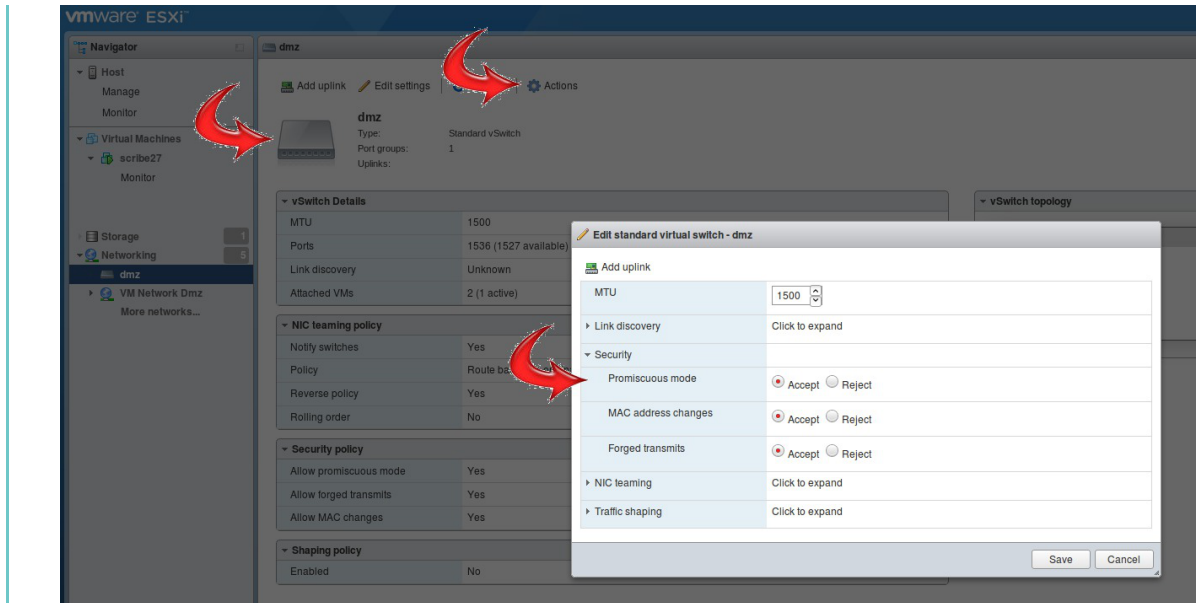 vmware ESXi™
Navigator
dmz
Host
Manage
Monitor
Virtual Machines
scribe27
Monitor
Storage 1
Networking 5
dmz
VM Network Dmz
More networks...
Add uplink Edit settings Actions
dmz
Type: Standard vSwitch
Port groups: 1
Uplinks:
vSwitch Details
MTU 1500
Ports 1536 (1527 available)
Link discovery Unknown
Attached VMs 2 (1 active)
NIC teaming policy
Notify switches Yes
Policy Route
Reverse policy Yes
Rolling order No
Security policy
Allow promiscuous mode Yes
Allow forged transmits Yes
Allow MAC changes Yes
Shaping policy
Enabled No
vSwitch topology
Edit standard virtual switch - dmz
Add uplink
MTU 1500
Link discovery Click to expand
Security
Promiscuous mode Accept Reject
MAC address changes Accept Reject
Forged transmits Accept Reject
NIC teaming Click to expand
Traffic shaping Click to expand
Save Cancel